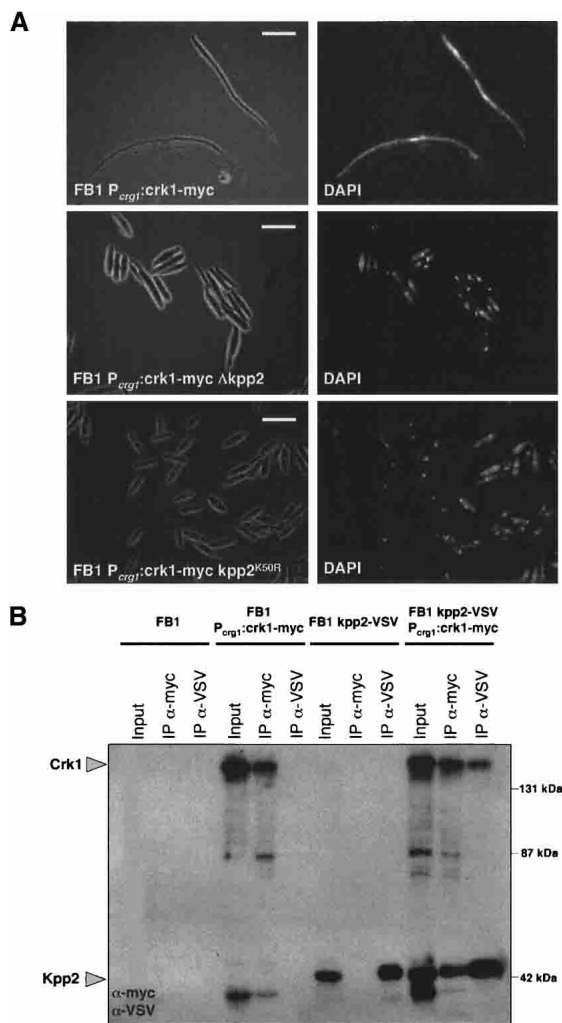 A
FB1 Pcrg1:crk1-myc
DAPI
FB1 Pcrg1:crk1-myc Δkpp2
DAPI
FB1 Pcrg1:crk1-myc kpp2K50R
DAPI
B
FB1
FB1 Pcrg1:crk1-myc
FB1 kpp2-VSV
FB1 kpp2-VSV Pcrg1:crk1-myc
Input
IP α-myc
IP α-VSV
Input
IP α-myc
IP α-VSV
Input
IP α-myc
IP α-VSV
Input
IP α-myc
IP α-VSV
Crk1
131 kDa
87 kDa
Kpp2
42 kDa
α-myc
α-VSV